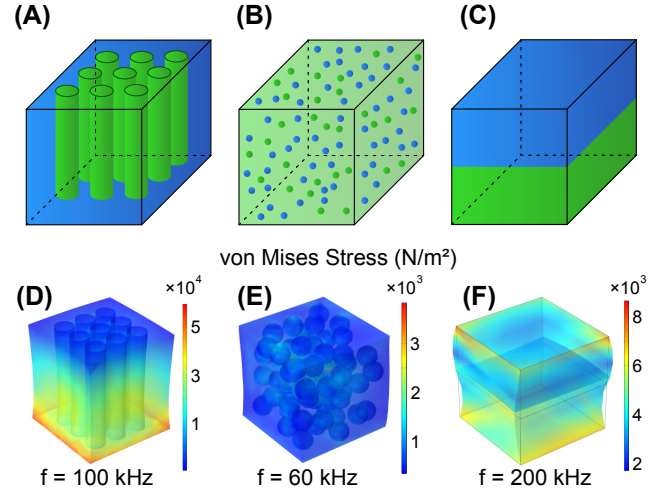 (A) (B) (C)
von Mises Stress (N/m²)
(D) ×10⁴ (E) ×10³ (F) ×10³
5 3 8
3 2 6
1 1 4
2
f = 100 kHz f = 60 kHz f = 200 kHz